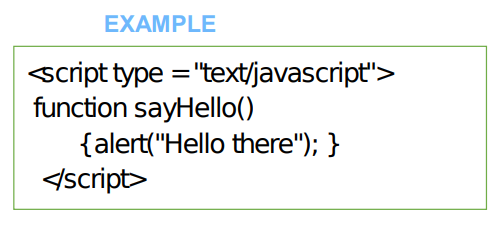 EXAMPLE
<script type = "text/javascript">
function sayHello()
{alert("Hello there"); }
</script>